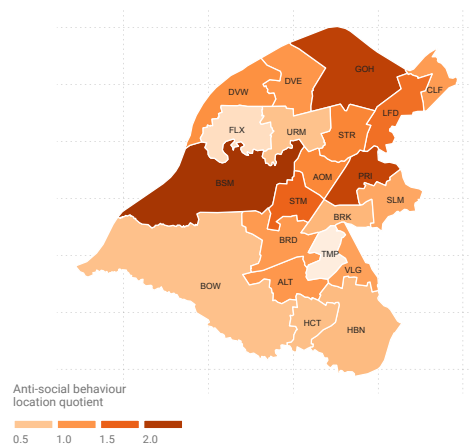 GOH
DVE
CLF
DVW
LFD
FLX
URM
STR
AOM
PRI
BSM
STM
SLM
BRK
BRD
TMP
VLG
BOW
ALT
HCT
HBN
Anti-social behaviour
location quotient
0.5 1.0 1.5 2.0